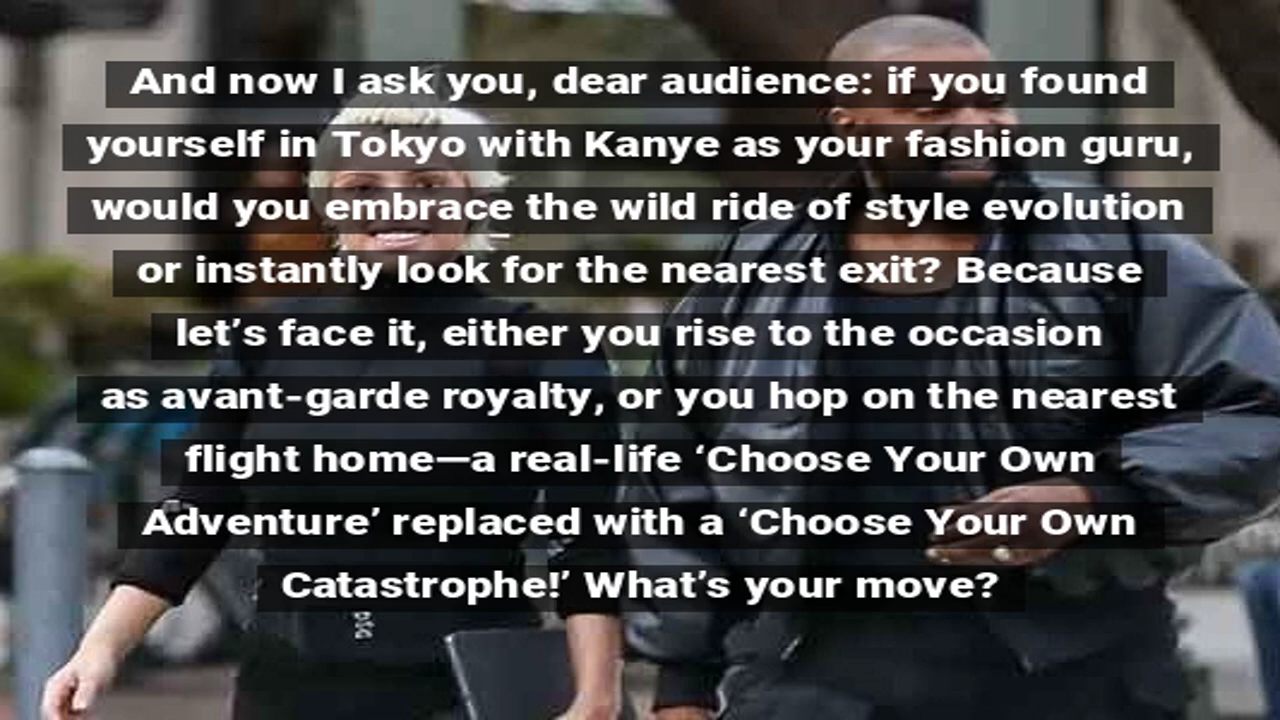 And now I ask you, dear audience: if you found
yourself in Tokyo with Kanye as your fashion guru,
would you embrace the wild ride of style evolution
or instantly look for the nearest exit? Because
let’s face it, either you rise to the occasion
as avant-garde royalty, or you hop on the nearest
flight home—a real-life ‘Choose Your Own
Adventure’ replaced with a ‘Choose Your Own
Catastrophe!’ What’s your move?